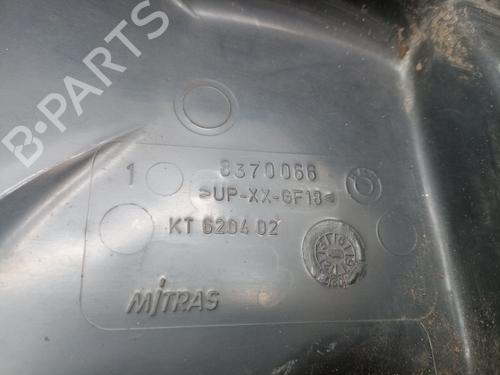 B-PARTS
1 8370066
>UP-XX-GF18<
KT 6204 02
MITRAS